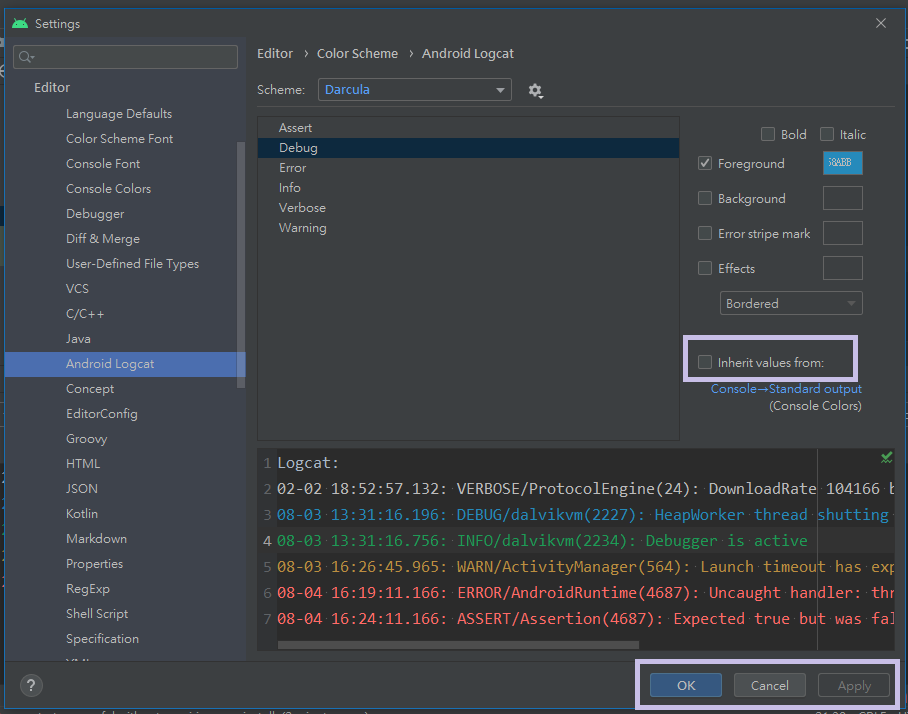 Settings
Editor
Language Defaults
Color Scheme Font
Console Font
Console Colors
Debugger
Diff & Merge
User-Defined File Types
VCS
C/C++
Java
Android Logcat
Concept
EditorConfig
Groovy
HTML
JSON
Kotlin
Markdown
Properties
RegExp
Shell Script
Specification
Editor › Color Scheme › Android Logcat
Scheme: Darcula
Assert
Debug
Error
Info
Verbose
Warning
Bold Italic
Foreground
Background
Error stripe mark
Effects
Bordered
Inherit values from:
Console→Standard output
(Console Colors)
1 Logcat:
2 02-02 18:52:57.132: VERBOSE/ProtocolEngine(24): DownloadRate 104166 b
3 08-03 13:31:16.196: DEBUG/dalvikvm(2227): HeapWorker thread shutting
4 08-03 13:31:16.756: INFO/dalvikvm(2234): Debugger is active
5 08-03 16:26:45.965: WARN/ActivityManager(564): Launch timeout has exp
6 08-04 16:19:11.166: ERROR/AndroidRuntime(4687): Uncaught handler: thr
7 08-04 16:24:11.166: ASSERT/Assertion(4687): Expected true but was fal
? OK Cancel Apply